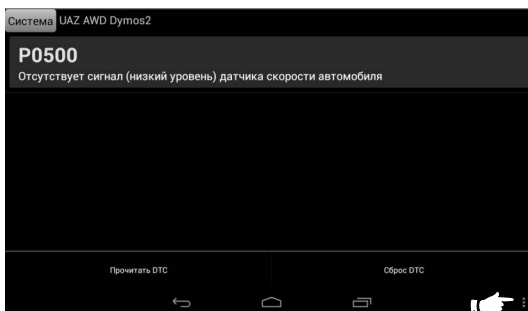 Система UAZ AWD Dymos2
P0500
Отсутствует сигнал (низкий уровень) датчика скорости автомобиля
Прочитать DTC Сброс DTC